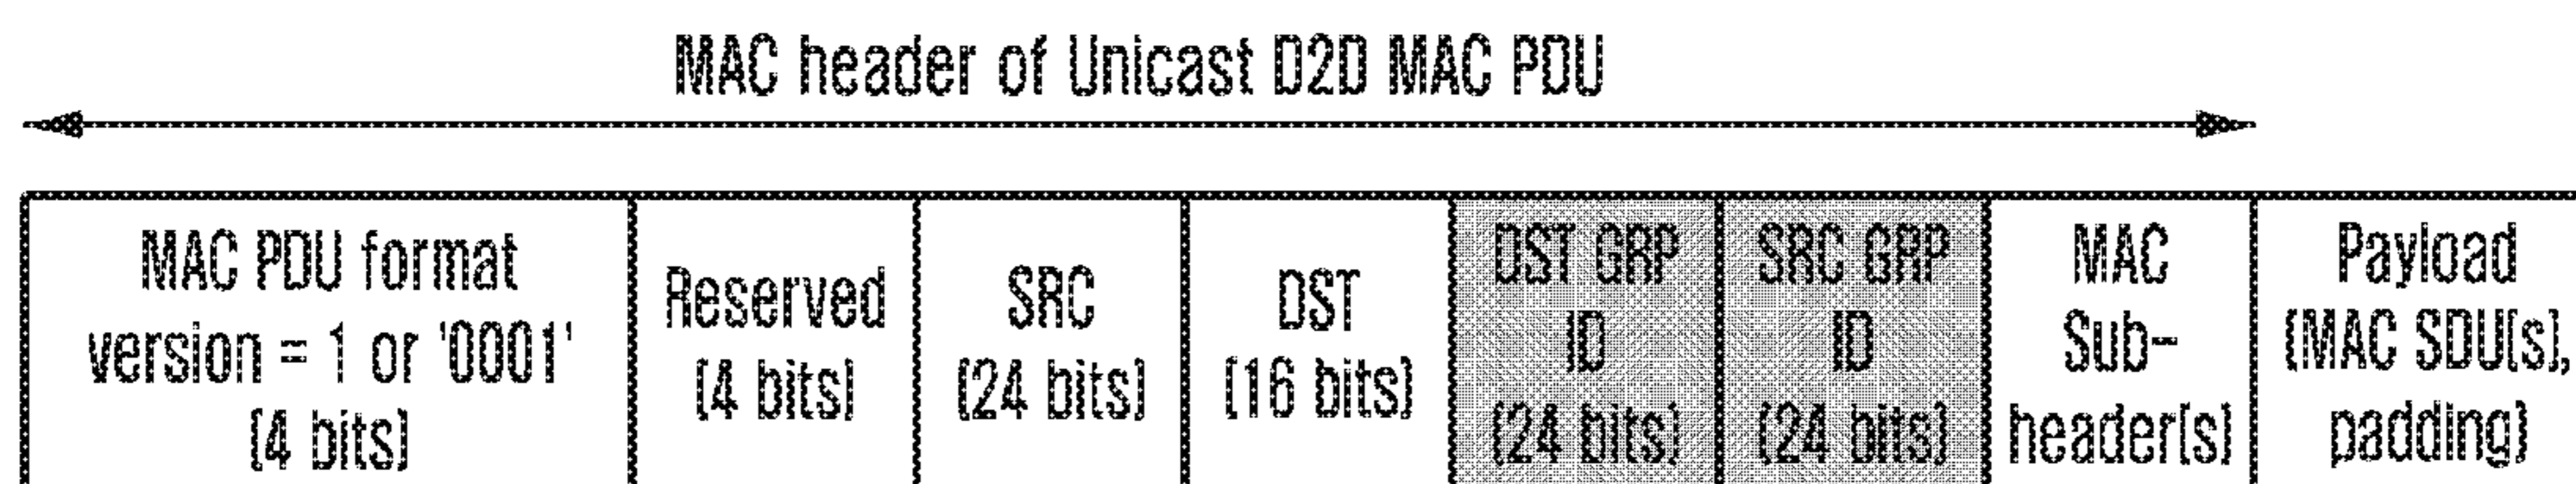 MAC header of Unicast D2D MAC PDU
MAC PDU format
version = 1 or '0001'
(4 bits)
Reserved
(4 bits)
SRC
(24 bits)
DST
(16 bits)
DST GRP
ID
(24 bits)
SRC GRP
ID
(24 bits)
MAC
Sub-
header(s)
Payload
(MAC SDU(s),
padding)